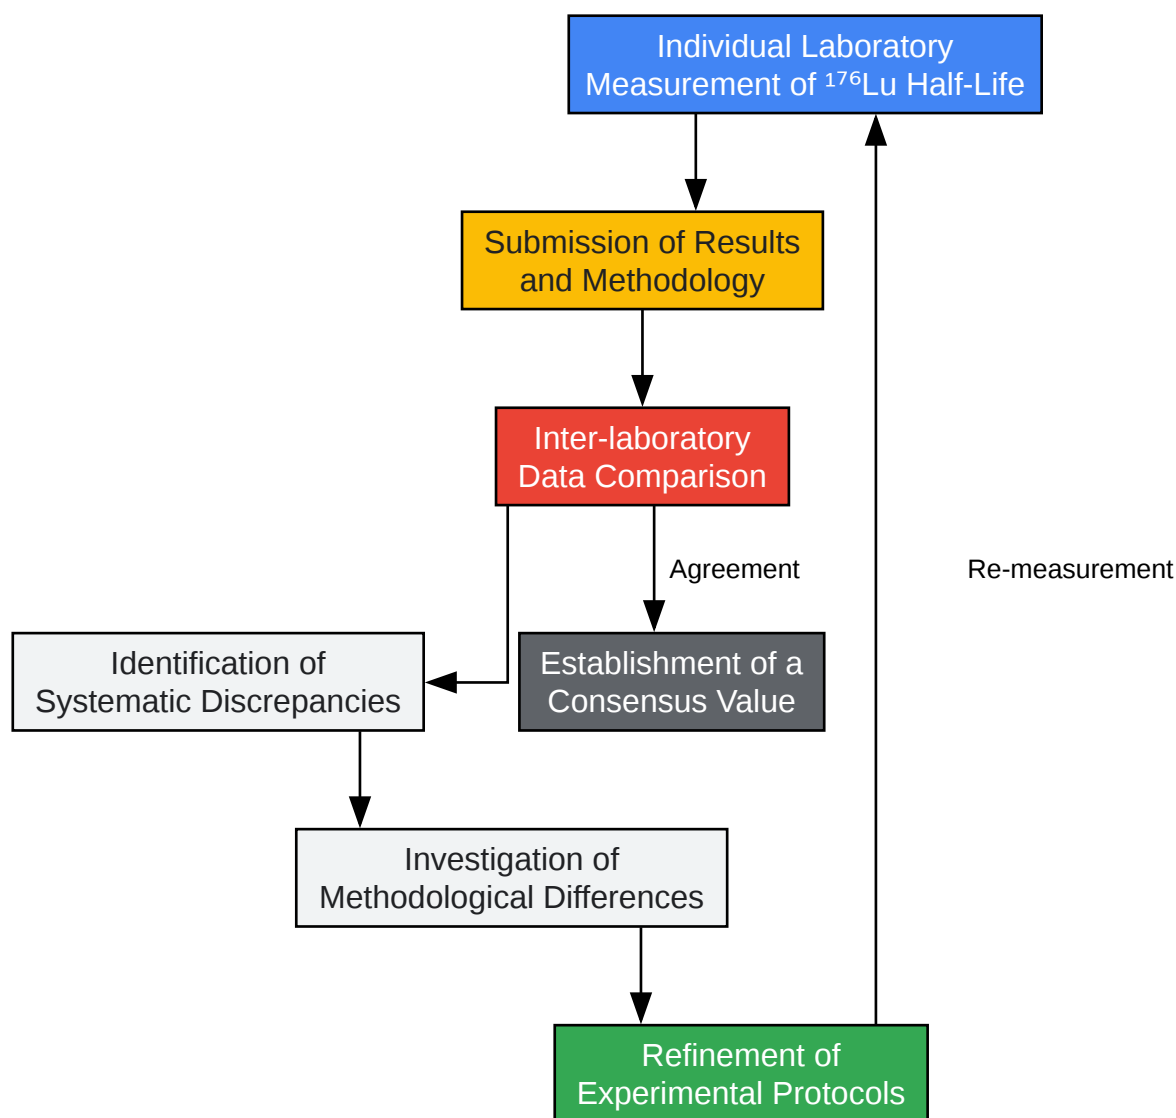 Individual Laboratory
Measurement of ¹⁷⁶Lu Half-Life
Submission of Results
and Methodology
Inter-laboratory
Data Comparison
Agreement
Re-measurement
Identification of
Systematic Discrepancies
Establishment of a
Consensus Value
Investigation of
Methodological Differences
Refinement of
Experimental Protocols